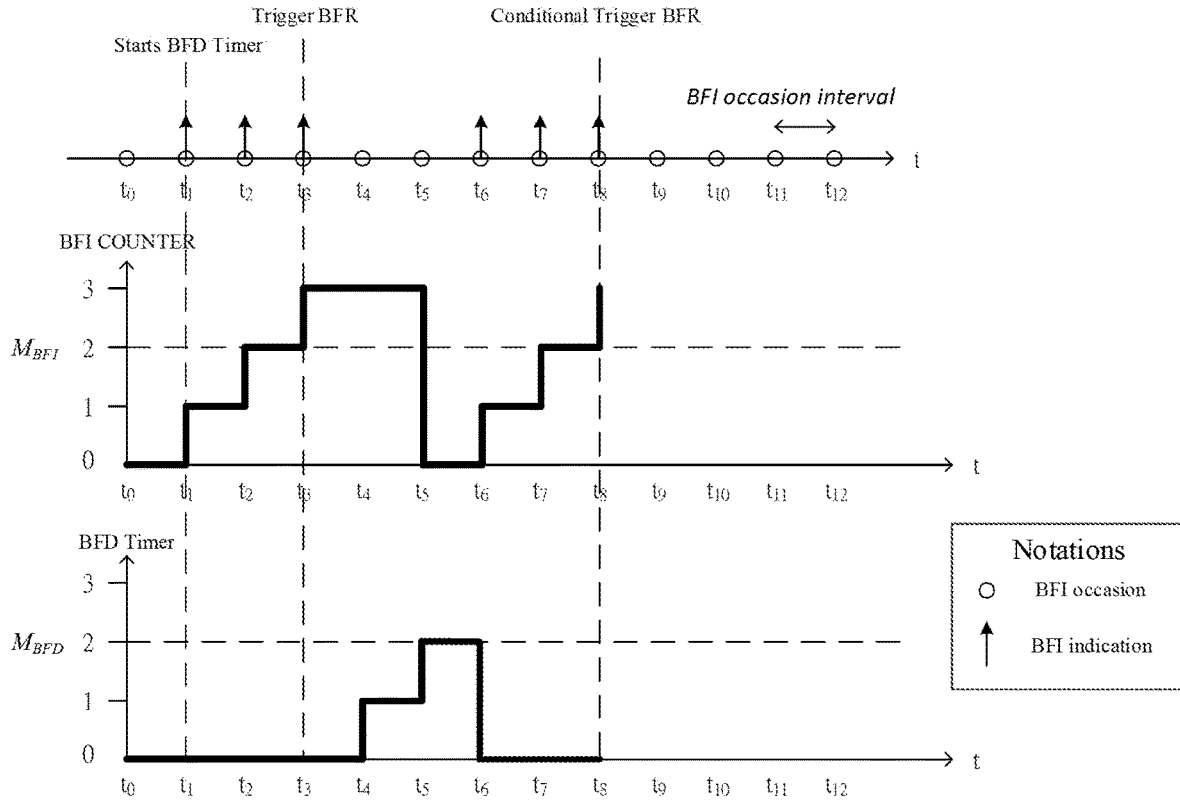 Trigger BFR
Conditional Trigger BFR
Starts BFD Timer
BFI occasion interval
t
t0 t1 t2 t3 t4 t5 t6 t7 t8 t9 t10 t11 t12
BFI COUNTER
3
MBFI 2
1
0
t
t0 t1 t2 t3 t4 t5 t6 t7 t8 t9 t10 t11 t12
BFD Timer
3
MBFD 2
1
0
t
t0 t1 t2 t3 t4 t5 t6 t7 t8 t9 t10 t11 t12
Notations
BFI occasion
BFI indication